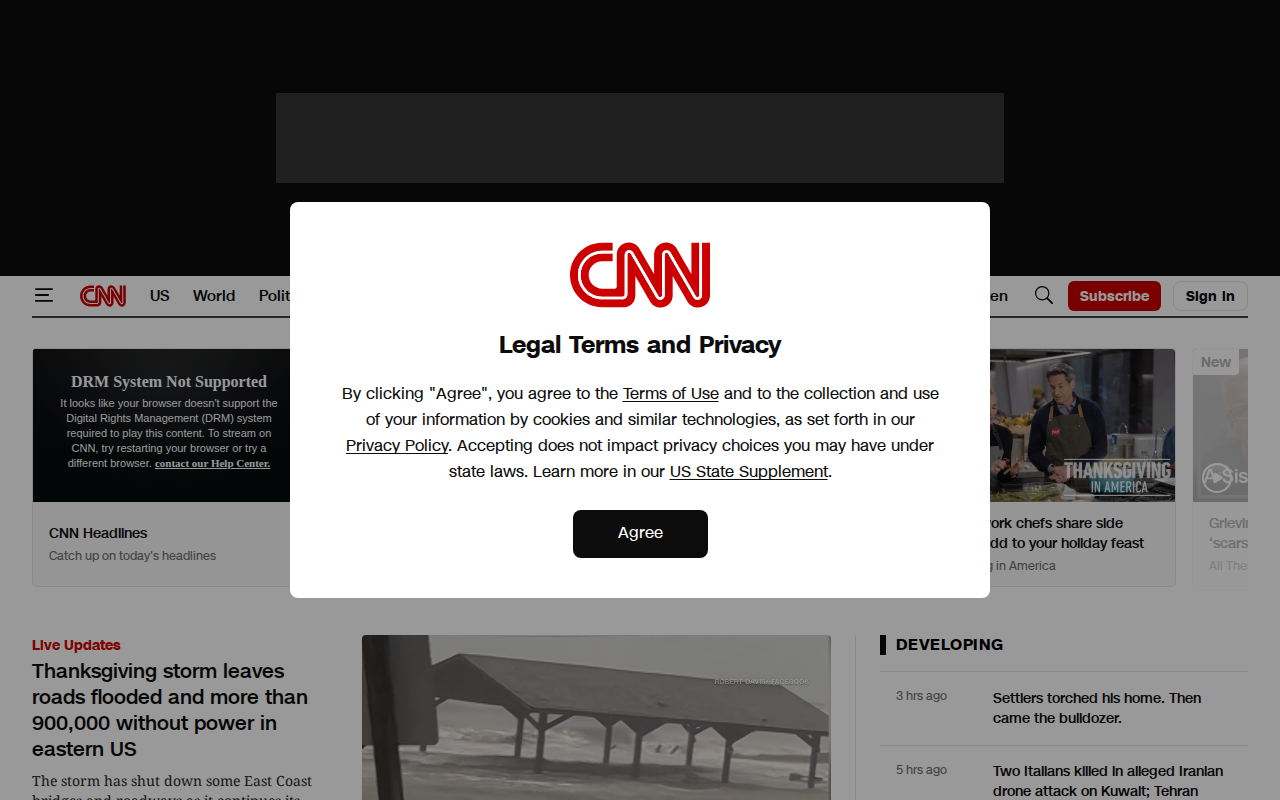 CNN
US
World
Subscribe
Sign in
CNN
Legal Terms and Privacy
By clicking "Agree", you agree to the Terms of Use and to the collection and use
of your information by cookies and similar technologies, as set forth in our
Privacy Policy. Accepting does not impact privacy choices you may have under
state laws. Learn more in our US State Supplement.
Agree
DRM System Not Supported
It looks like your browser doesn't support the
Digital Rights Management (DRM) system
required to play this content. To stream on
CNN, try restarting your browser or try a
different browser. contact our Help Center.
CNN Headlines
Catch up on today's headlines
THANKSGIVING
IN AMERICA
chefs share side
to your holiday feast
in America
New
Live Updates
Thanksgiving storm leaves
roads flooded and more than
900,000 without power in
eastern US
The storm has shut down some East Coast
DEVELOPING
3 hrs ago
Settlers torched his home. Then
came the bulldozer.
5 hrs ago
Two Italians killed in alleged Iranian
drone attack on Kuwait; Tehran